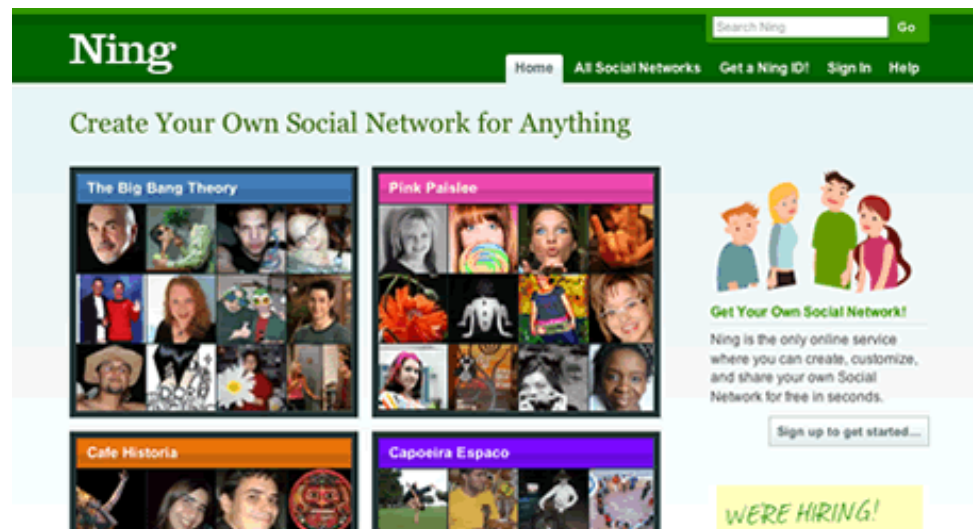 Search Ning
Go
Ning
Home
All Social Networks
Get a Ning ID!
Sign In
Help
Create Your Own Social Network for Anything
The Big Bang Theory
Pink Paislee
Get Your Own Social Network!
Ning is the only online service
where you can create, customize,
and share your own Social
Network for free in seconds.
Sign up to get started...
Cafe Historia
Capoeira Espaco
WE'RE HIRING!